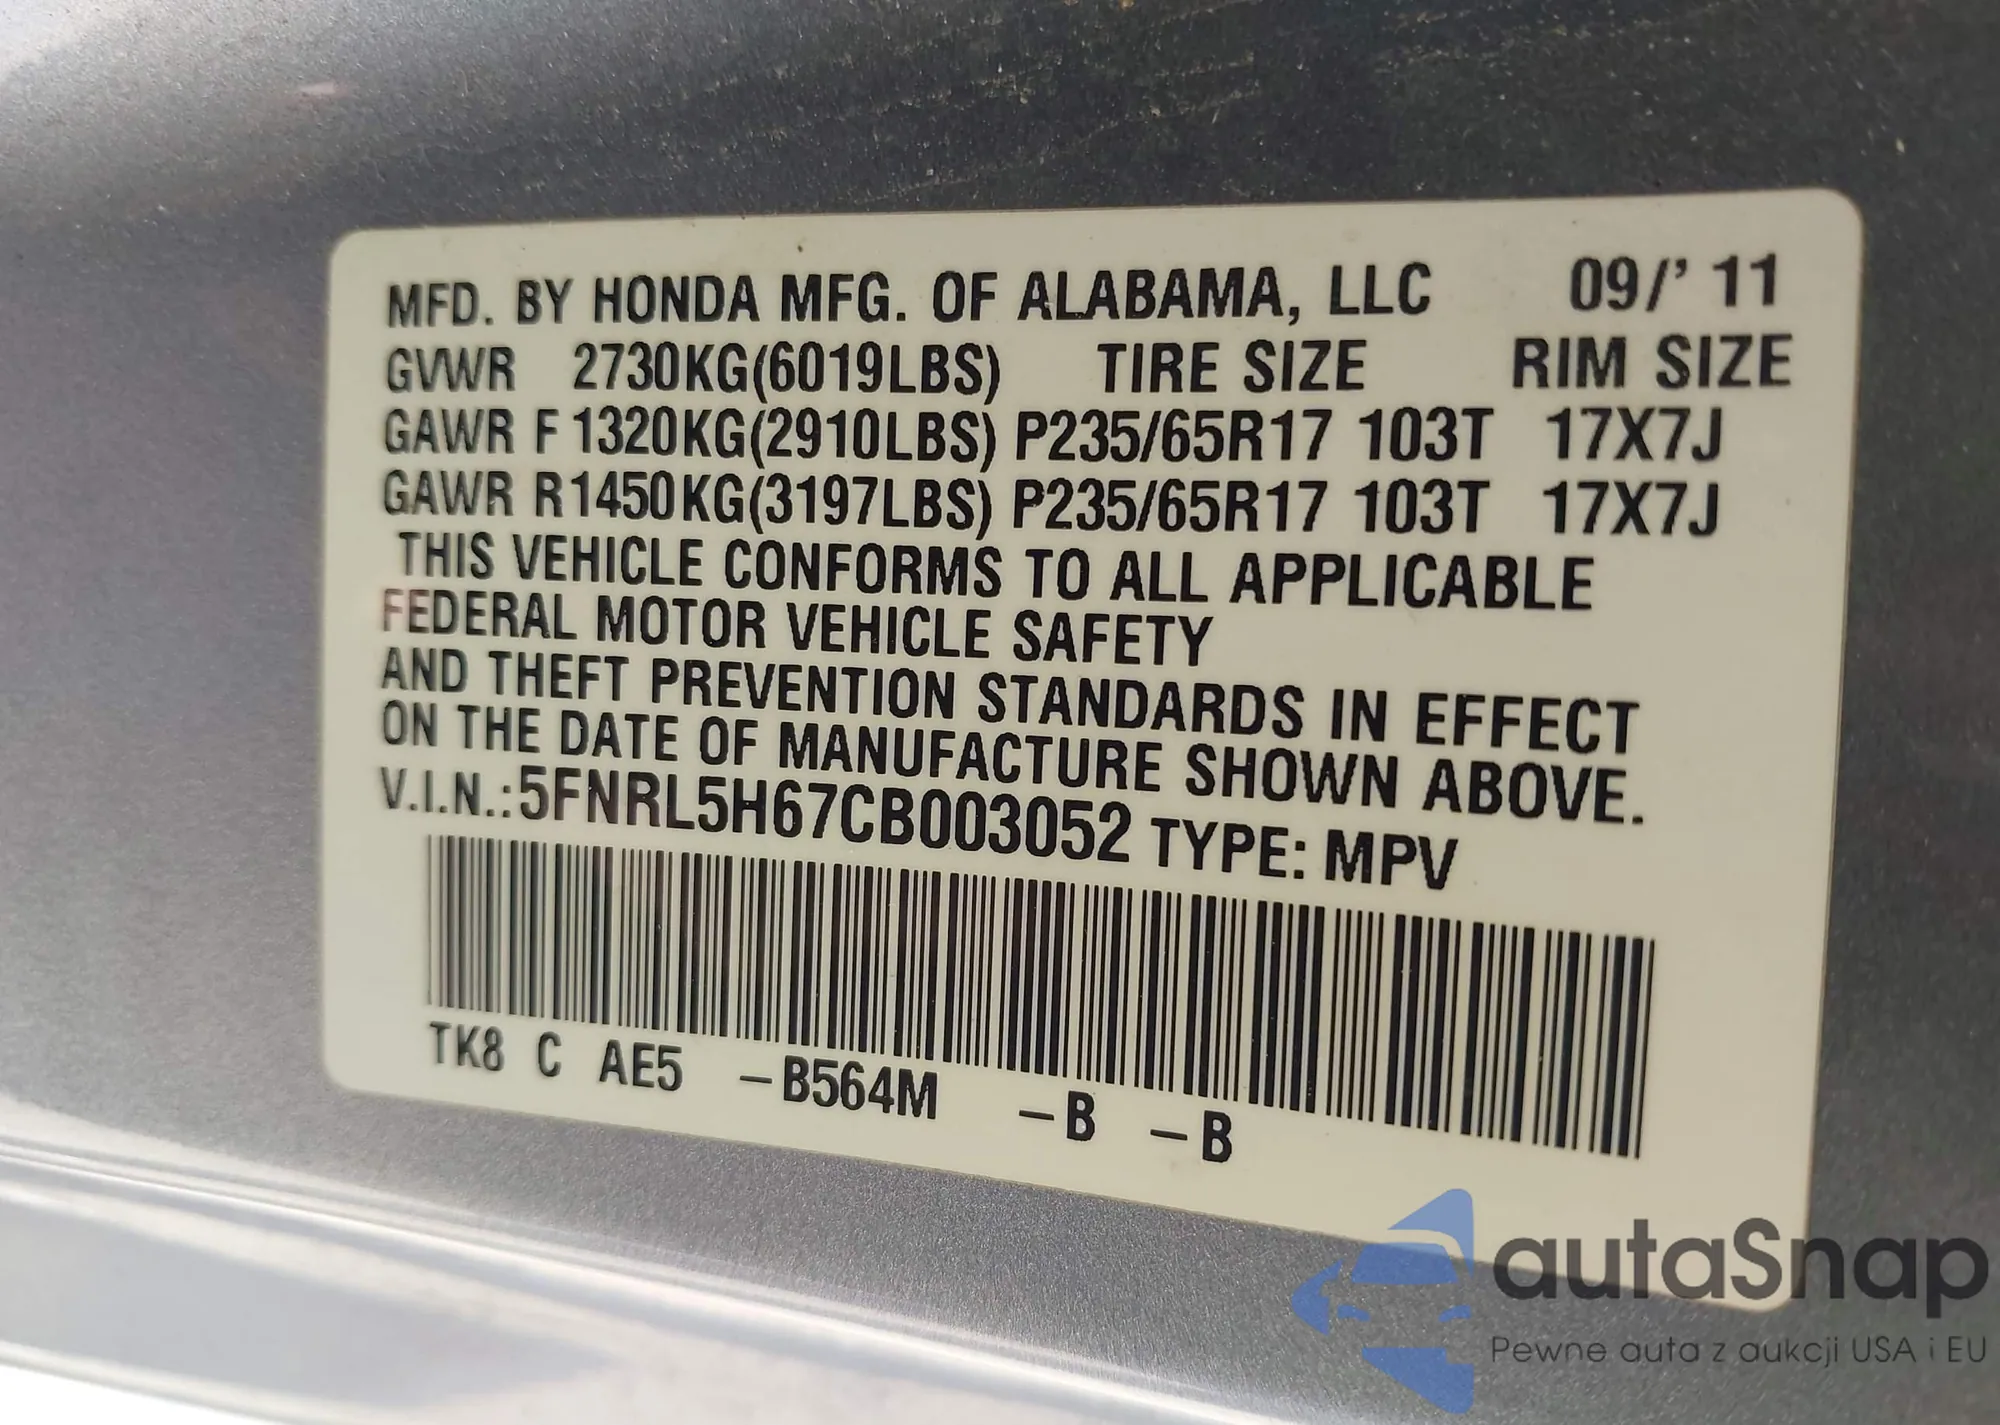 MFD. BY HONDA MFG. OF ALABAMA, LLC 09/' 11
GVWR 2730KG(6019LBS) TIRE SIZE RIM SIZE
GAWR F 1320KG(2910LBS) P235/65R17 103T 17X7J
GAWR R1450KG(3197LBS) P235/65R17 103T 17X7J
THIS VEHICLE CONFORMS TO ALL APPLICABLE
FEDERAL MOTOR VEHICLE SAFETY
AND THEFT PREVENTION STANDARDS IN EFFECT
ON THE DATE OF MANUFACTURE SHOWN ABOVE.
V.I.N.:5FNRL5H67CB003052 TYPE: MPV
TK8 C AE5 –B564M –B –B
autaSnap
Pewne auta z aukcji USA i EU